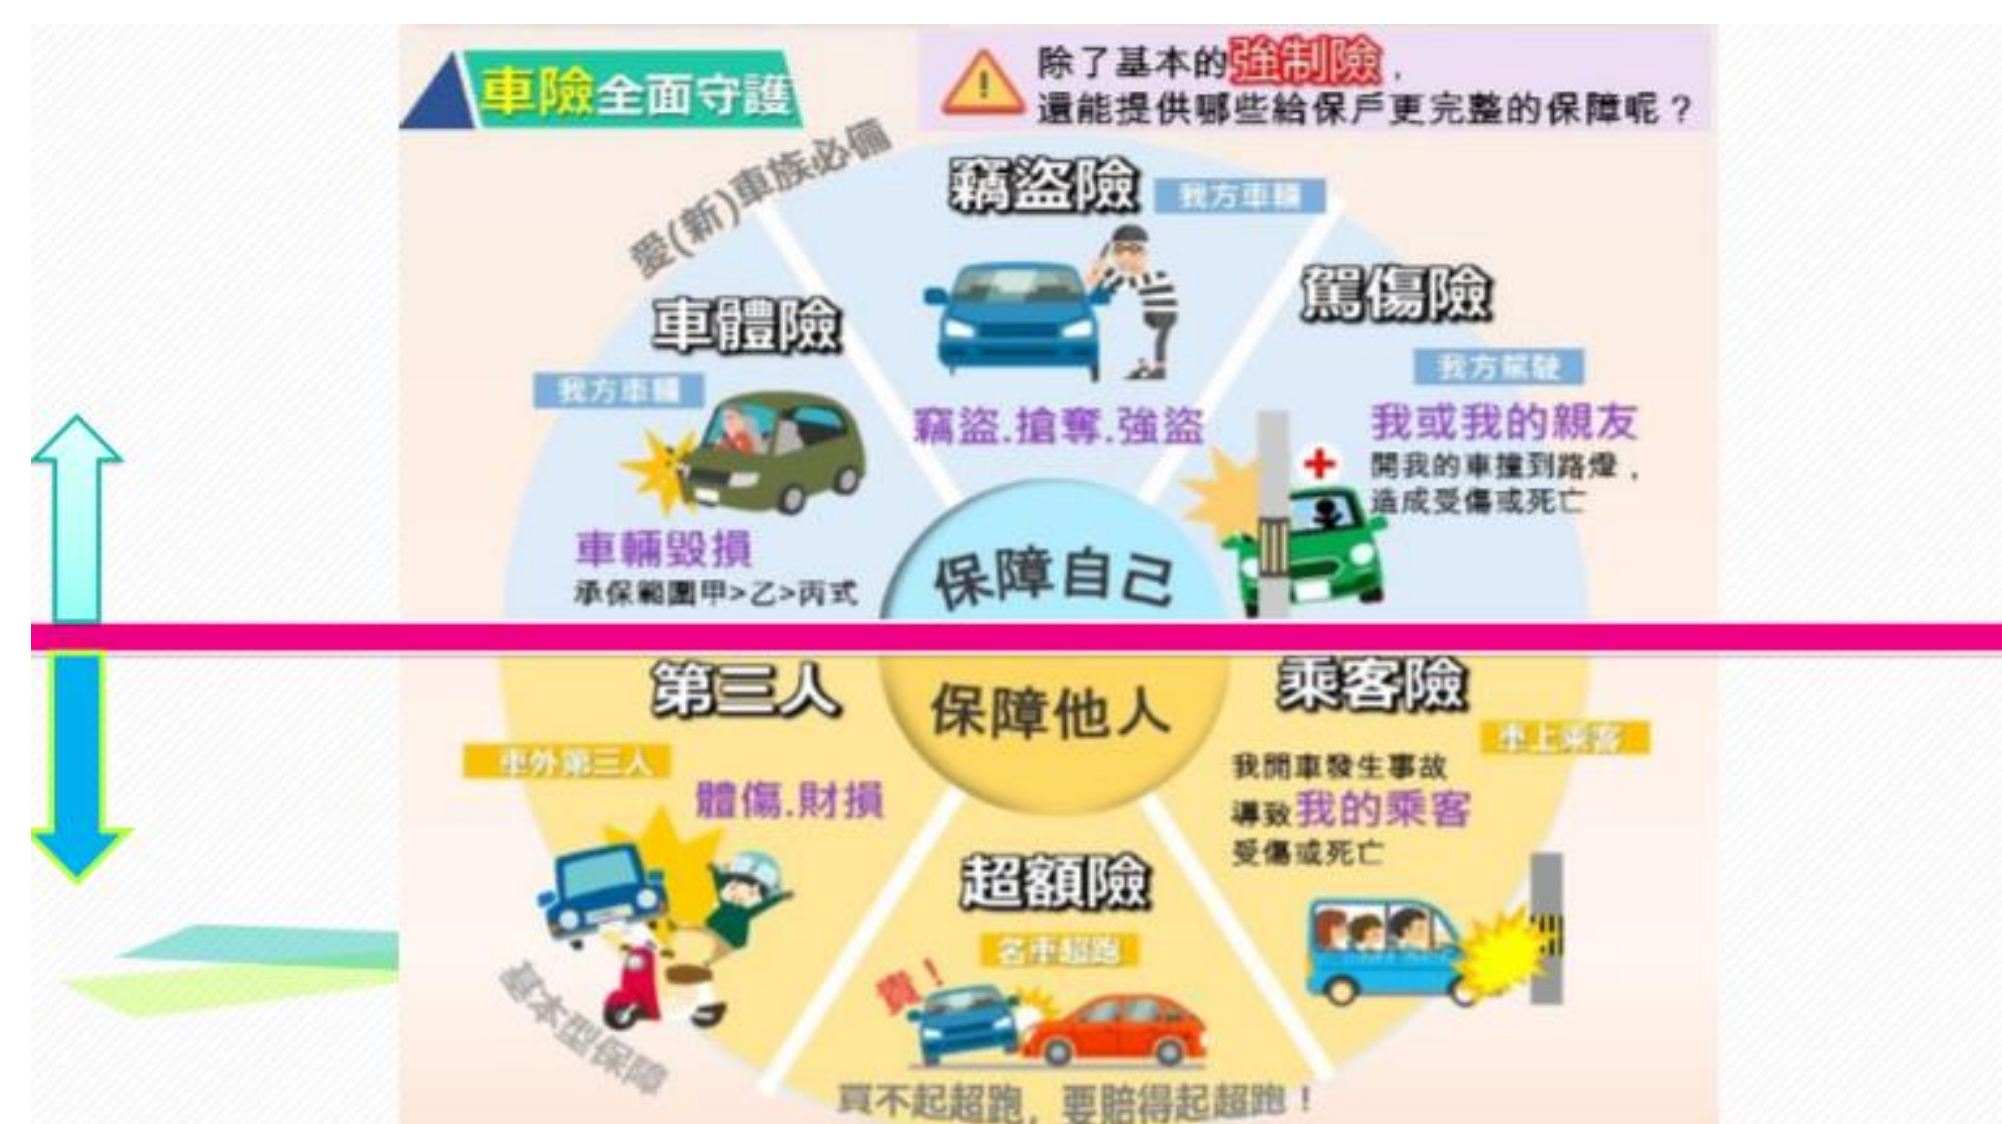 車險全面守護
除了基本的強制險，
還能提供哪些給保戶更完整的保障呢？
愛(新)車族必備
竊盜險
我方車輛
竊盜.搶奪.強盜
車體險
我方車輛
車輛毀損
承保範圍甲>乙>丙式
駕傷險
我方駕駛
我或我的親友
開我的車撞到路燈，
造成受傷或死亡
保障自己
保障他人
第三人
車外第三人
體傷.財損
基本型保障
超額險
名車超跑
賣！
買不起超跑，要賠得起超跑！
乘客險
車上乘客
我開車發生事故
導致我的乘客
受傷或死亡